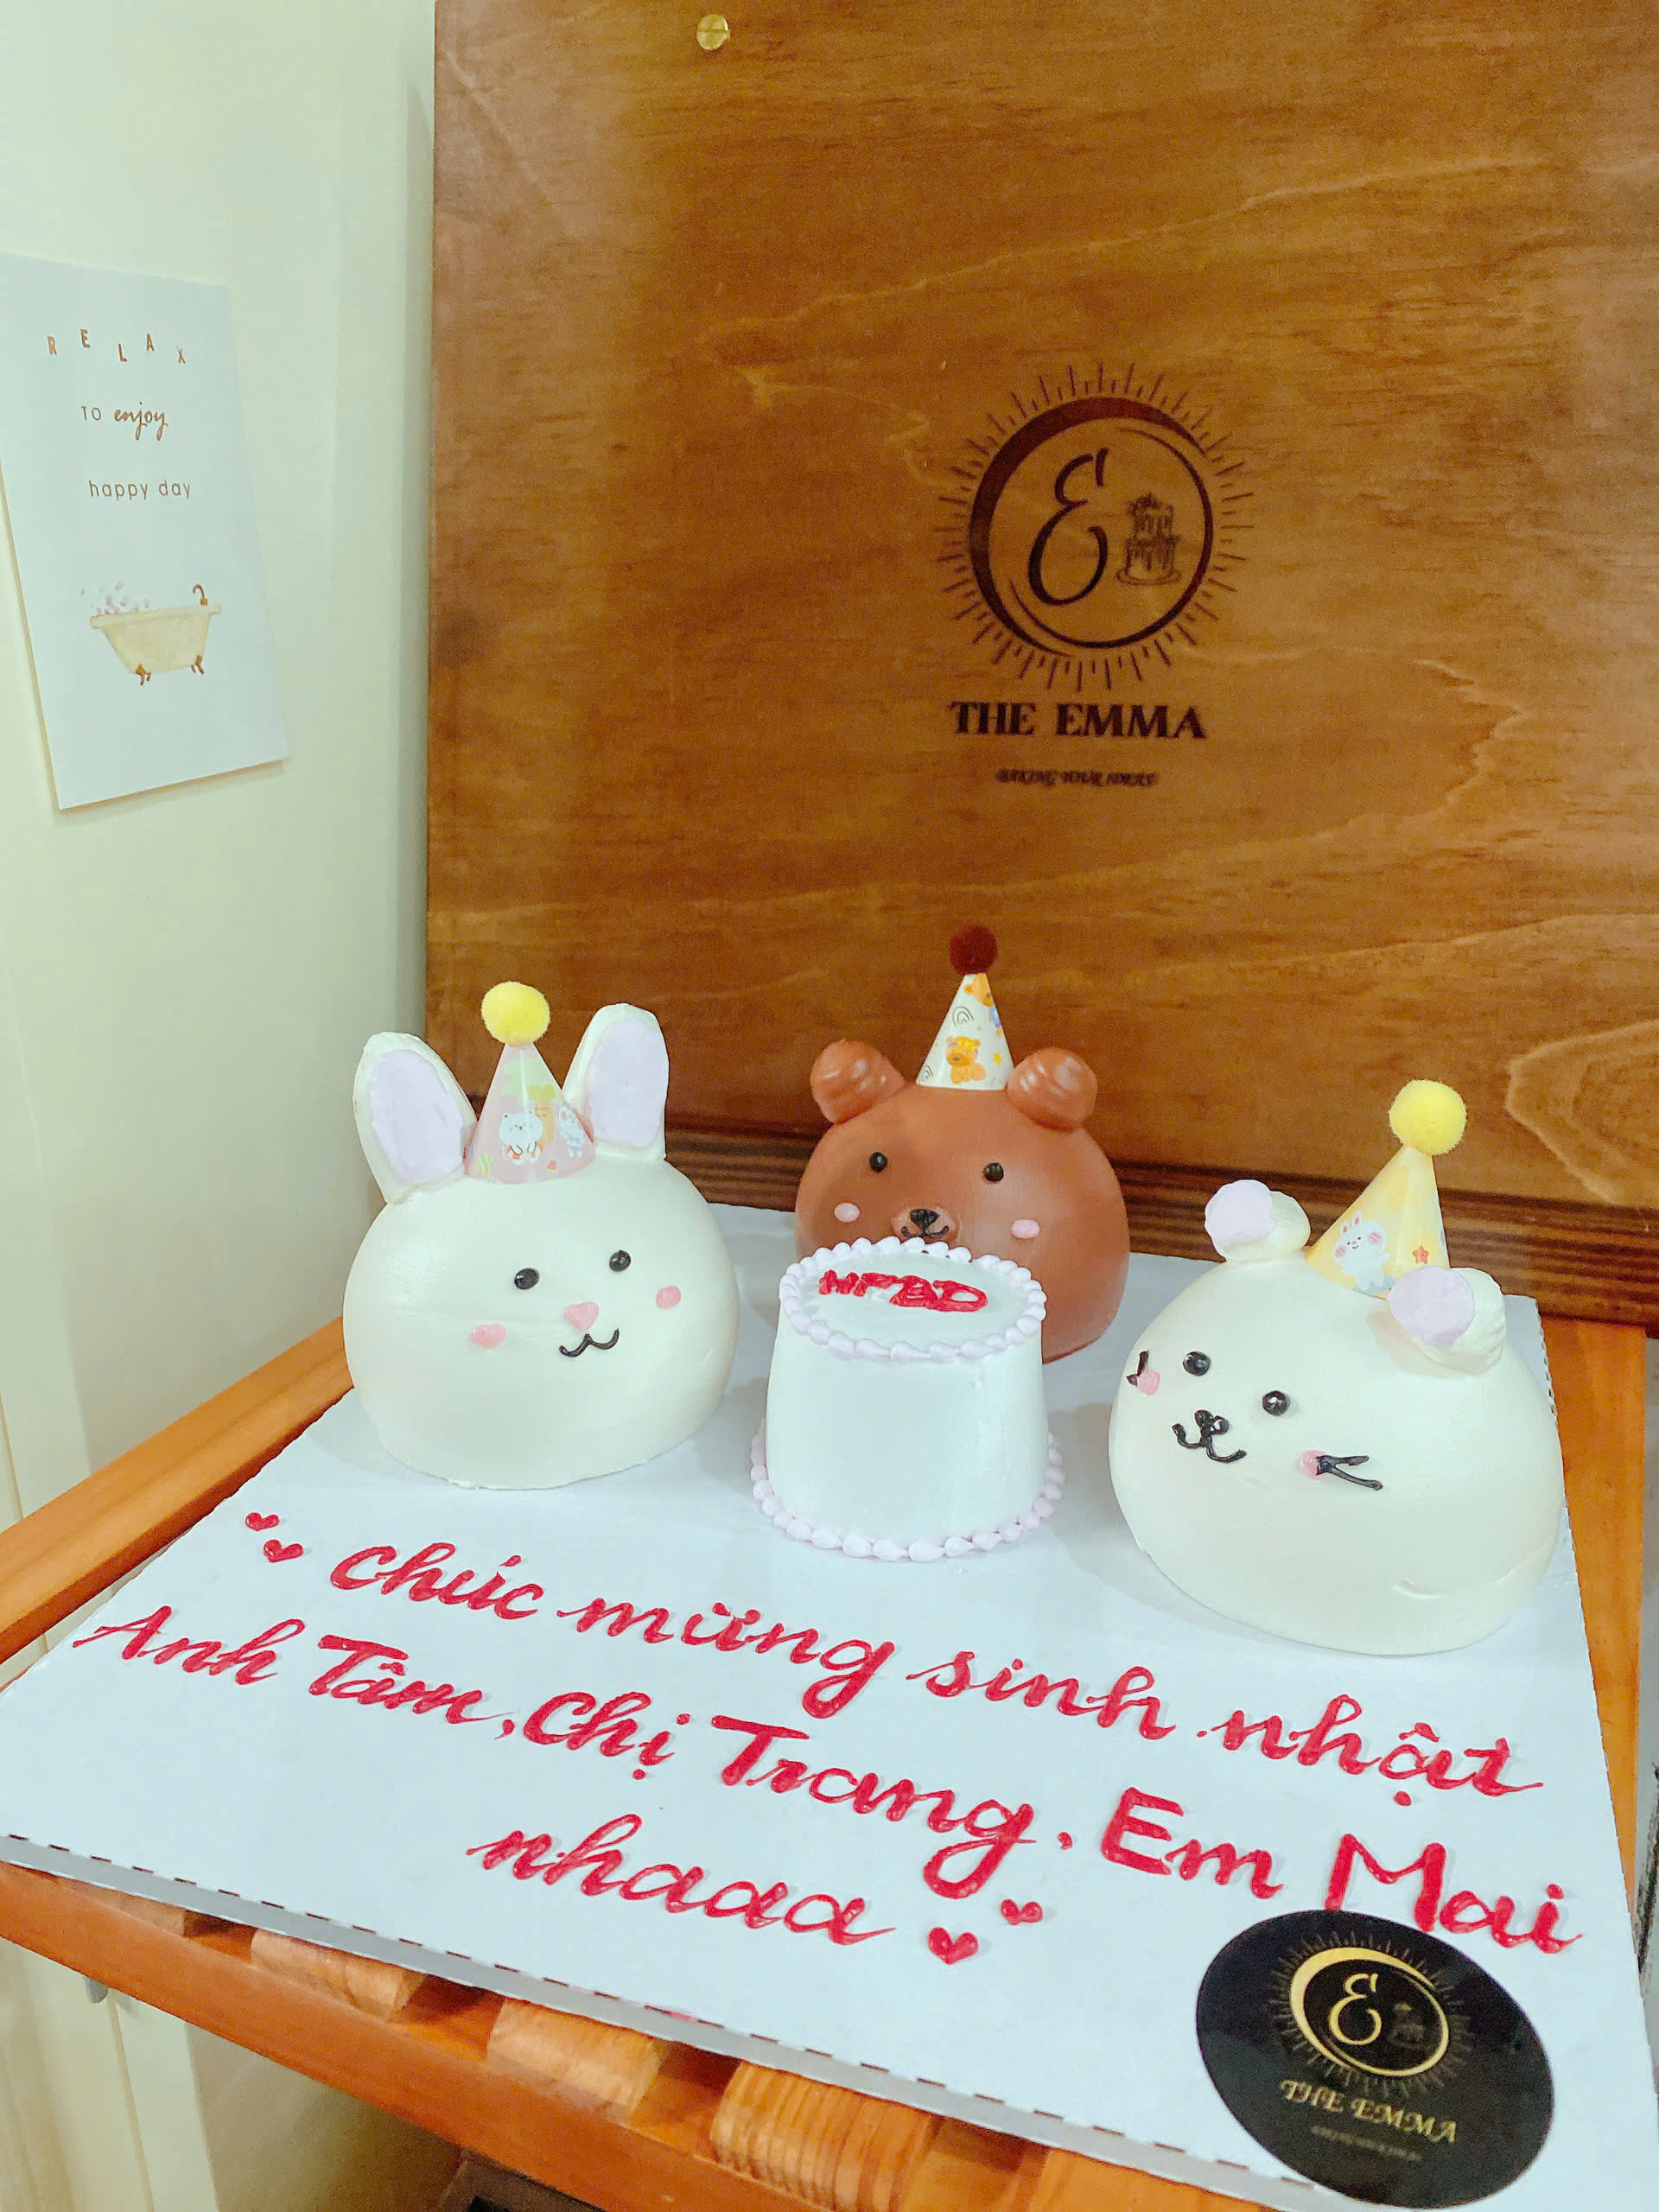 RELAX
TO enjoy
happy day
E
THE EMMA
HPBD
Chúc mừng sinh nhật
Anh Tâm, Chị Trang, Em Mai
nhaaa
E
THE EMMA